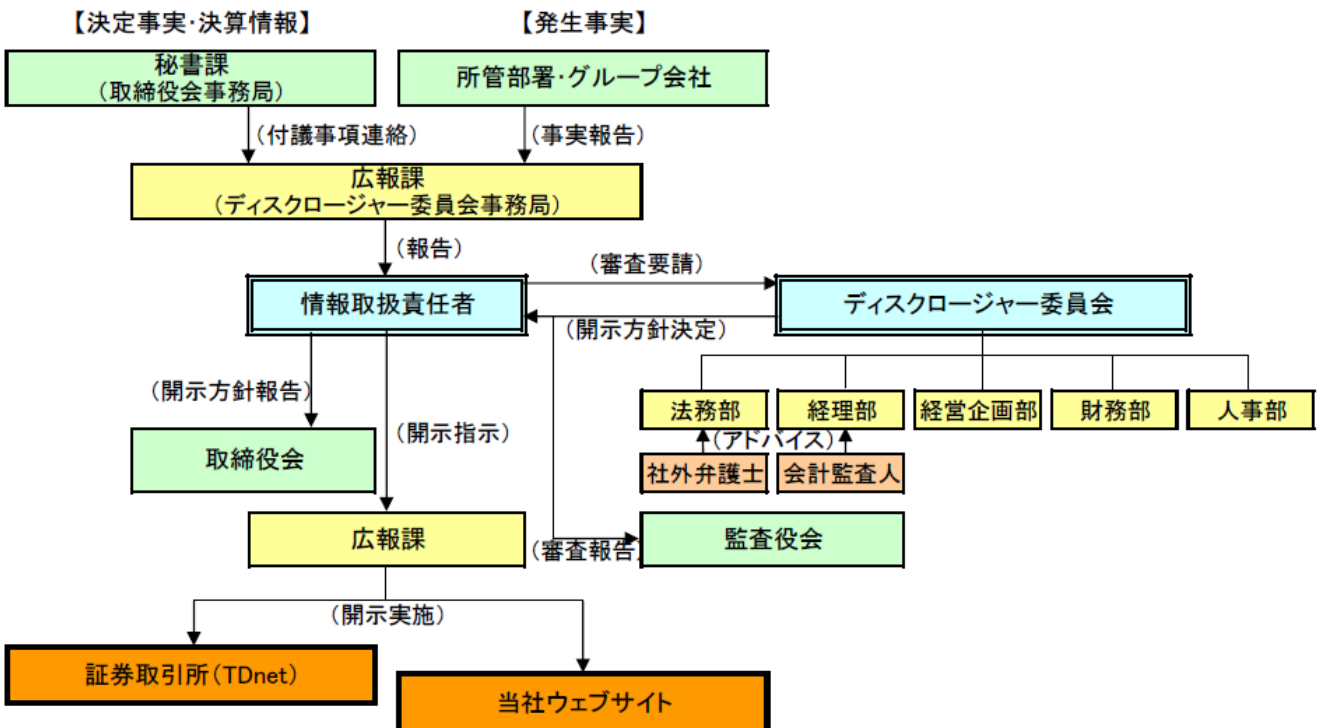 【決定事実・決算情報】
【発生事実】
秘書課
(取締役会事務局)
所管部署・グループ会社
(付議事項連絡)
(事実報告)
広報課
(ディスクロージャー委員会事務局)
(報告)
(審査要請)
情報取扱責任者
ディスクロージャー委員会
(開示方針決定)
(開示方針報告)
法務部
経理部
経営企画部
財務部
人事部
(開示指示)
(アドバイス)
取締役会
社外弁護士
会計監査人
広報課
(審査報告)
監査役会
(開示実施)
証券取引所(TDnet)
当社ウェブサイト